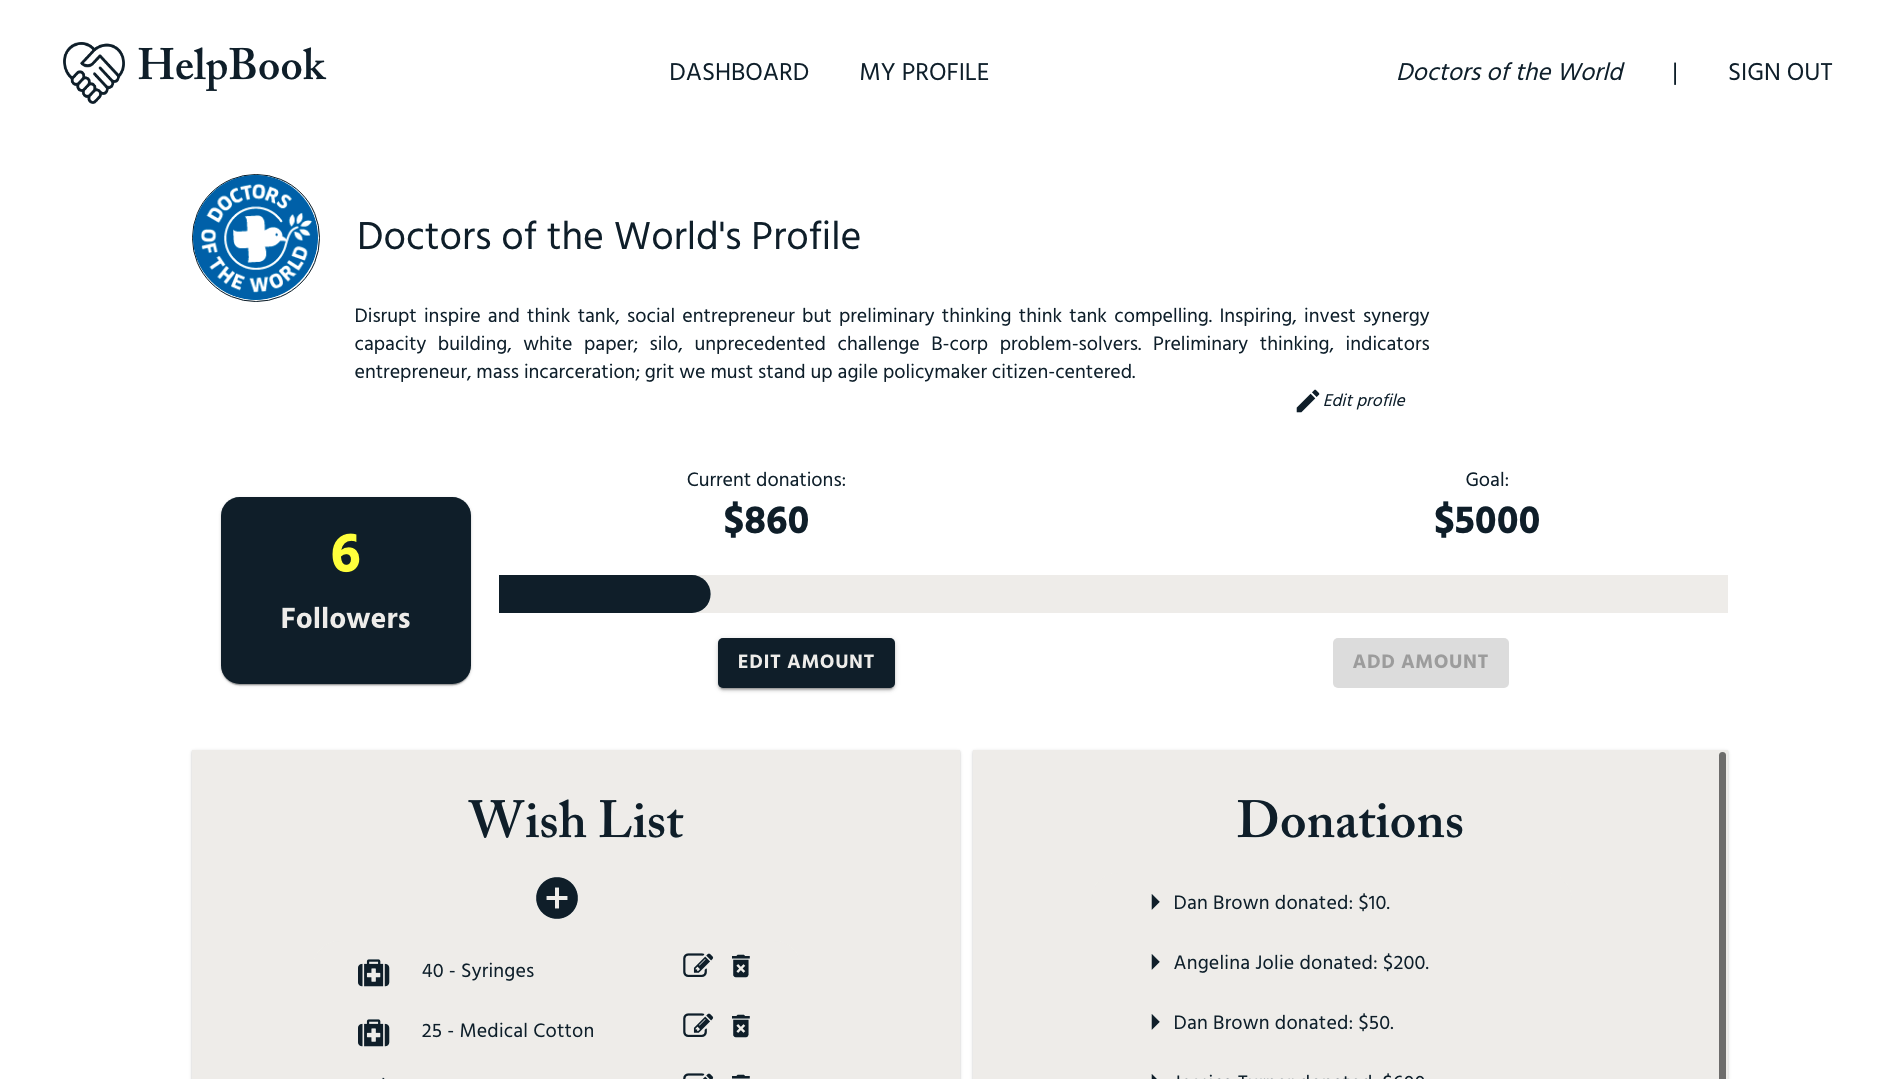 HelpBook
DASHBOARD
MY PROFILE
Doctors of the World
|
SIGN OUT
DOCTORS OF THE WORLD
Doctors of the World's Profile
Disrupt inspire and think tank, social entrepreneur but preliminary thinking think tank compelling. Inspiring, invest synergy
capacity building, white paper; silo, unprecedented challenge B-corp problem-solvers. Preliminary thinking, indicators
entrepreneur, mass incarceration; grit we must stand up agile policymaker citizen-centered.
Edit profile
6
Followers
Current donations:
$860
Goal:
$5000
EDIT AMOUNT
ADD AMOUNT
Wish List
40 - Syringes
25 - Medical Cotton
Donations
Dan Brown donated: $10.
Angelina Jolie donated: $200.
Dan Brown donated: $50.